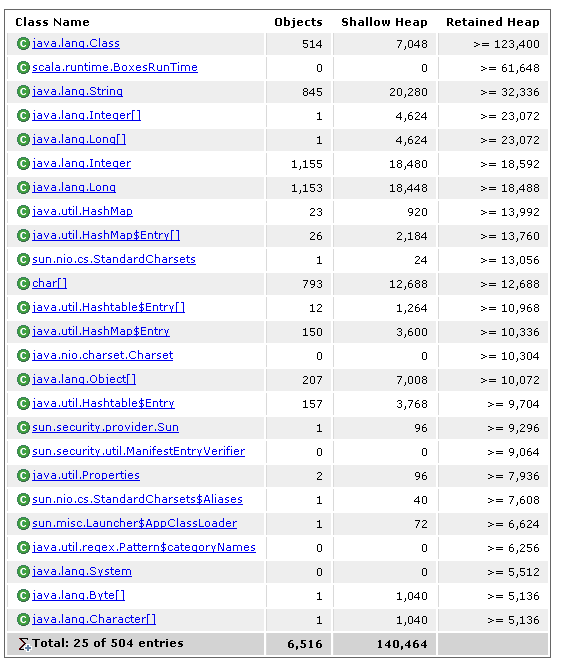 Class Name Objects Shallow Heap Retained Heap
C java.lang.Class 514 7,048 >= 123,400
C scala.runtime.BoxesRunTime 0 0 >= 61,648
C java.lang.String 845 20,280 >= 32,336
C java.lang.Integer[] 1 4,624 >= 23,072
C java.lang.Long[] 1 4,624 >= 23,072
C java.lang.Integer 1,155 18,480 >= 18,592
C java.lang.Long 1,153 18,448 >= 18,488
C java.util.HashMap 23 920 >= 13,992
C java.util.HashMap$Entry[] 26 2,184 >= 13,760
C sun.nio.cs.StandardCharsets 1 24 >= 13,056
C char[] 793 12,688 >= 12,688
C java.util.Hashtable$Entry[] 12 1,264 >= 10,968
C java.util.HashMap$Entry 150 3,600 >= 10,336
C java.nio.charset.Charset 0 0 >= 10,304
C java.lang.Object[] 207 7,008 >= 10,072
C java.util.Hashtable$Entry 157 3,768 >= 9,704
C sun.security.provider.Sun 1 96 >= 9,296
C sun.security.util.ManifestEntryVerifier 0 0 >= 9,064
C java.util.Properties 2 96 >= 7,936
C sun.nio.cs.StandardCharsets$Aliases 1 40 >= 7,608
C sun.misc.Launcher$AppClassLoader 1 72 >= 6,624
C java.util.regex.Pattern$categoryNames 0 0 >= 6,256
C java.lang.System 0 0 >= 5,512
C java.lang.Byte[] 1 1,040 >= 5,136
C java.lang.Character[] 1 1,040 >= 5,136
Σ Total: 25 of 504 entries 6,516 140,464